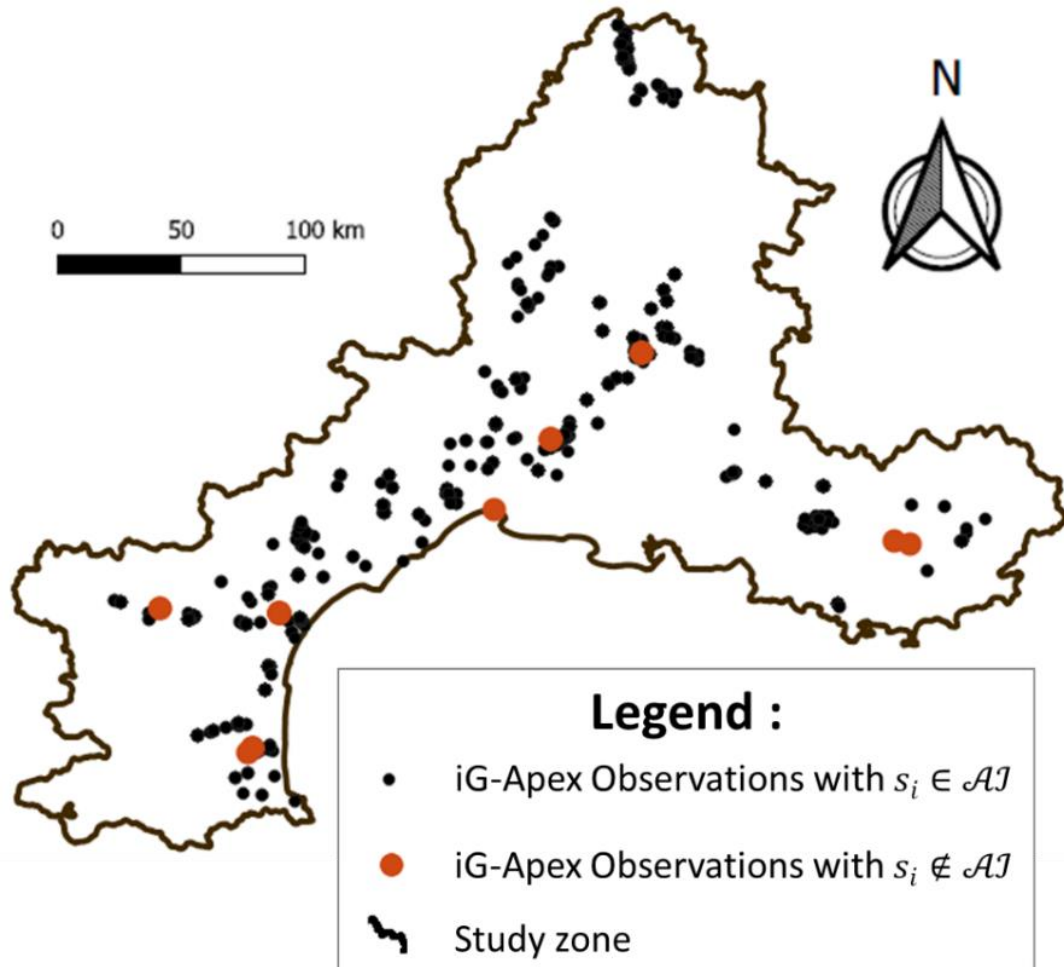 N
0 50 100 km
Legend :
iG-Apex Observations with 𝑠ᵢ ∈ 𝒜ℐ
iG-Apex Observations with 𝑠ᵢ ∉ 𝒜ℐ
Study zone